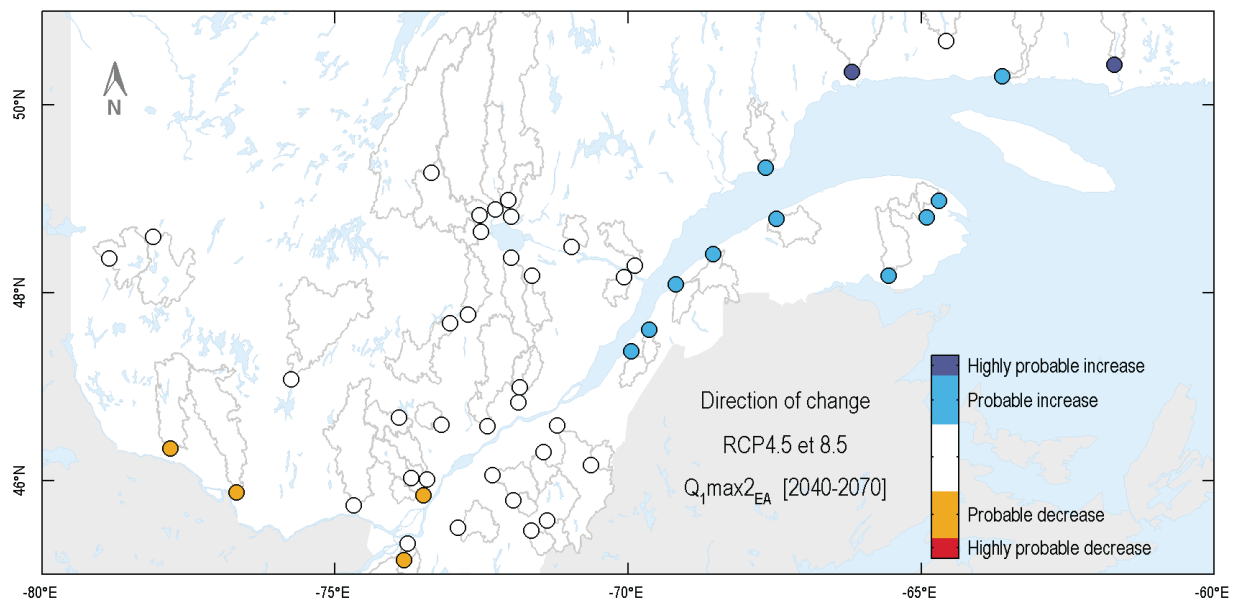 N
50°N
48°N
46°N
-80°E
-75°E
-70°E
-65°E
-60°E
Direction of change
RCP4.5 et 8.5
Q1max2EA [2040-2070]
Highly probable increase
Probable increase
Probable decrease
Highly probable decrease